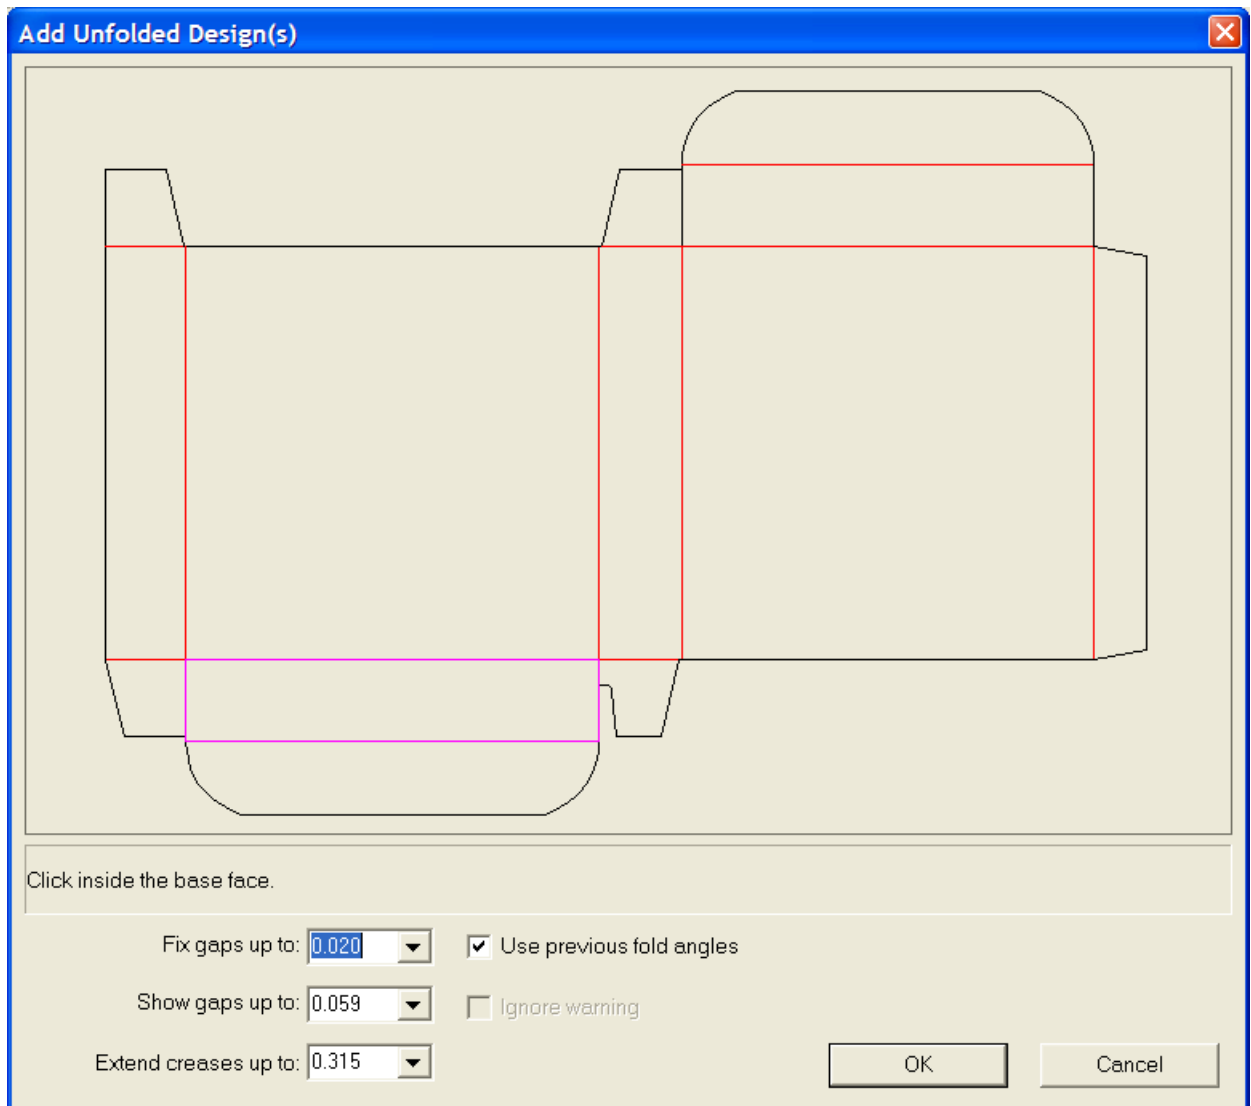 Add Unfolded Design(s)
Click inside the base face.
Fix gaps up to: 0.020 Use previous fold angles
Show gaps up to: 0.059 Ignore warning
Extend creases up to: 0.315 OK Cancel